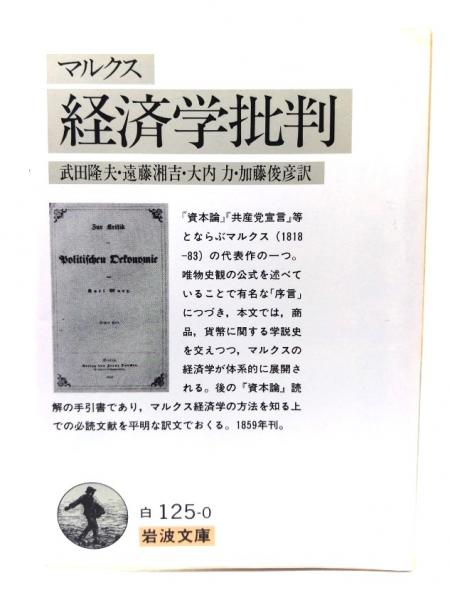 マルクス
経済学批判
武田隆夫・遠藤湘吉・大内 力・加藤俊彦訳
Zur Kritik
der
Politischen Oekonomie
von
Karl Marx.
Erstes Heft.
Berlin.
1859.
『資本論』『共産党宣言』等
とならぶマルクス（1818
-83）の代表作の一つ。
唯物史観の公式を述べて
いることで有名な「序言」
につづき，本文では，商
品，貨幣に関する学説史
を交えつつ，マルクスの
経済学が体系的に展開さ
れる。後の『資本論』読
解の手引書であり，マルクス経済学の方法を知る上
での必読文献を平明な訳文でおくる。1859年刊。
白 125-0
岩波文庫